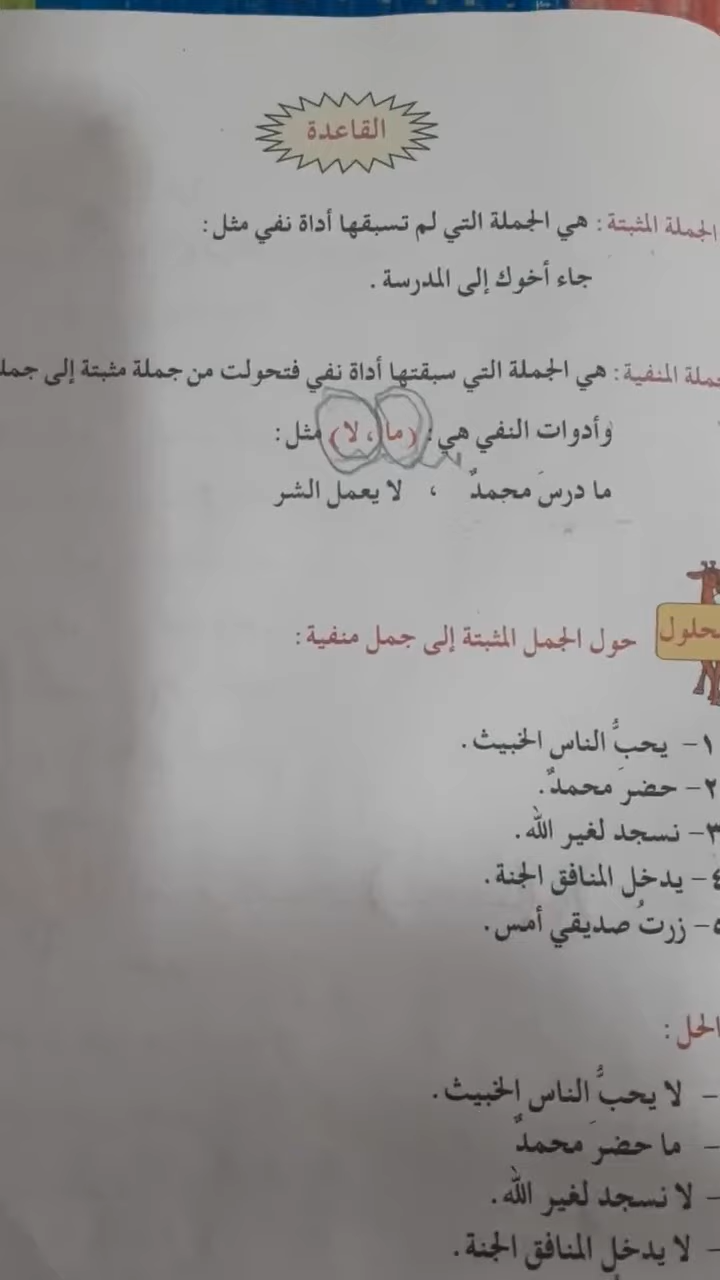 القاعدة
الجملة المثبتة : هي الجملة التي لم تسبقها أداة نفي مثل :
جاء أخوك إلى المدرسة .
المنفية : هي الجملة التي سبقتها أداة نفي فتحولت من جملة مثبتة إلى
وأدوات النفي هي : (ما ، لا) مثل :
ما درسَ محمدٌ ، لا يعمل الشر
حول الجمل المثبتة إلى جمل منفية :
١- يحبُّ الناس الخبيث .
٢- حضرَ محمدٌ.
٣- نسجد لغير الله.
٤- يدخل المنافق الجنة .
٥- زرتُ صديقي أمس.
الحل :
- لا يحبُّ الناس الخبيث .
- ما حضرَ محمدٌ
- لا نسجد لغير الله .
- لا يدخل المنافق الجنة .